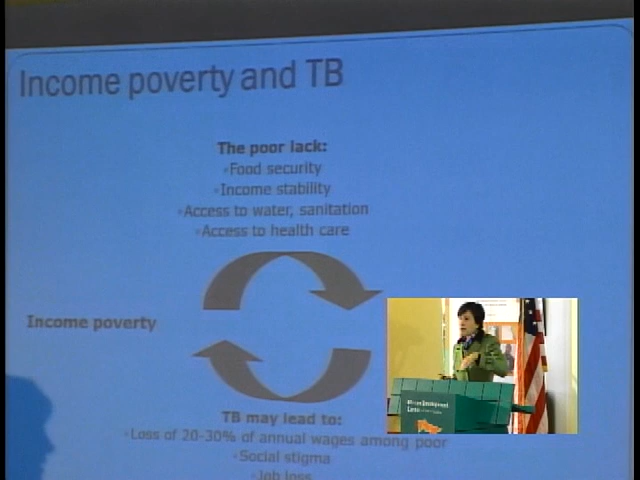 Income poverty and TB
The poor lack:
•Food security
•Income stability
•Access to water, sanitation
•Access to health care
Income poverty
TB may lead to:
•Loss of 20-30% of annual wages among poor
•Social stigma
•Job loss